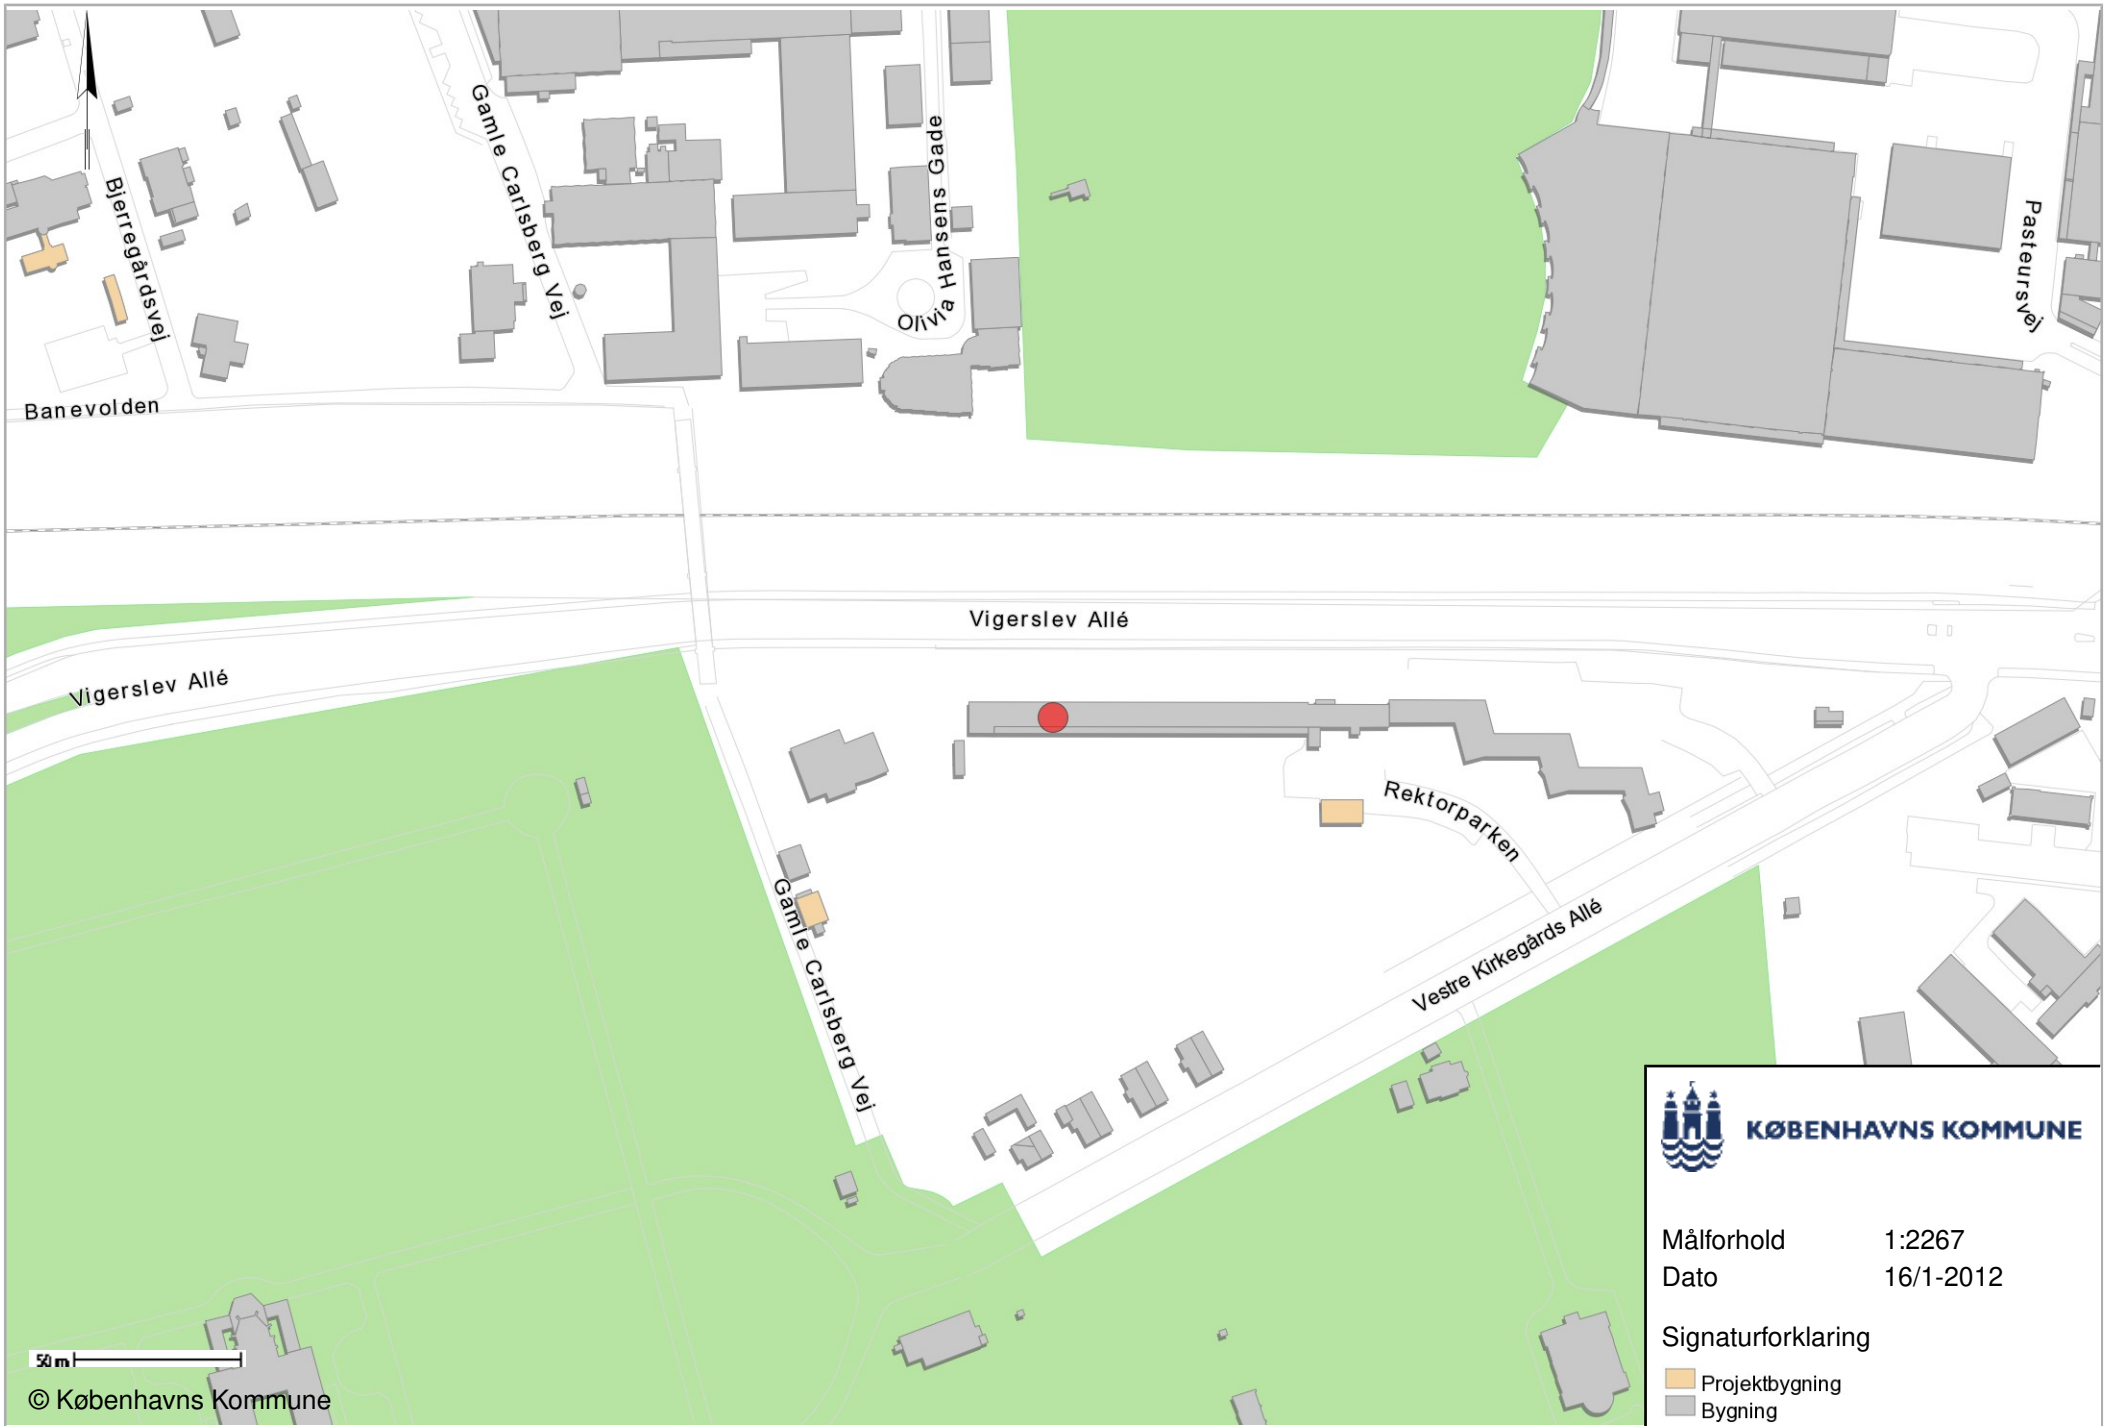 Gamle Carlsberg Vej
Olivia Hansens Gade
Bjerregårdsvej
Pasteursvej
Banevolden
Vigerslev Allé
Vigerslev Allé
Rektorparken
Gamle Carlsberg Vej
Vestre Kirkegårds Allé
KØBENHAVNS KOMMUNE
Målforhold 1:2267
Dato 16/1-2012
Signaturforklaring
Projektbygning
Bygning
50 m
© Københavns Kommune